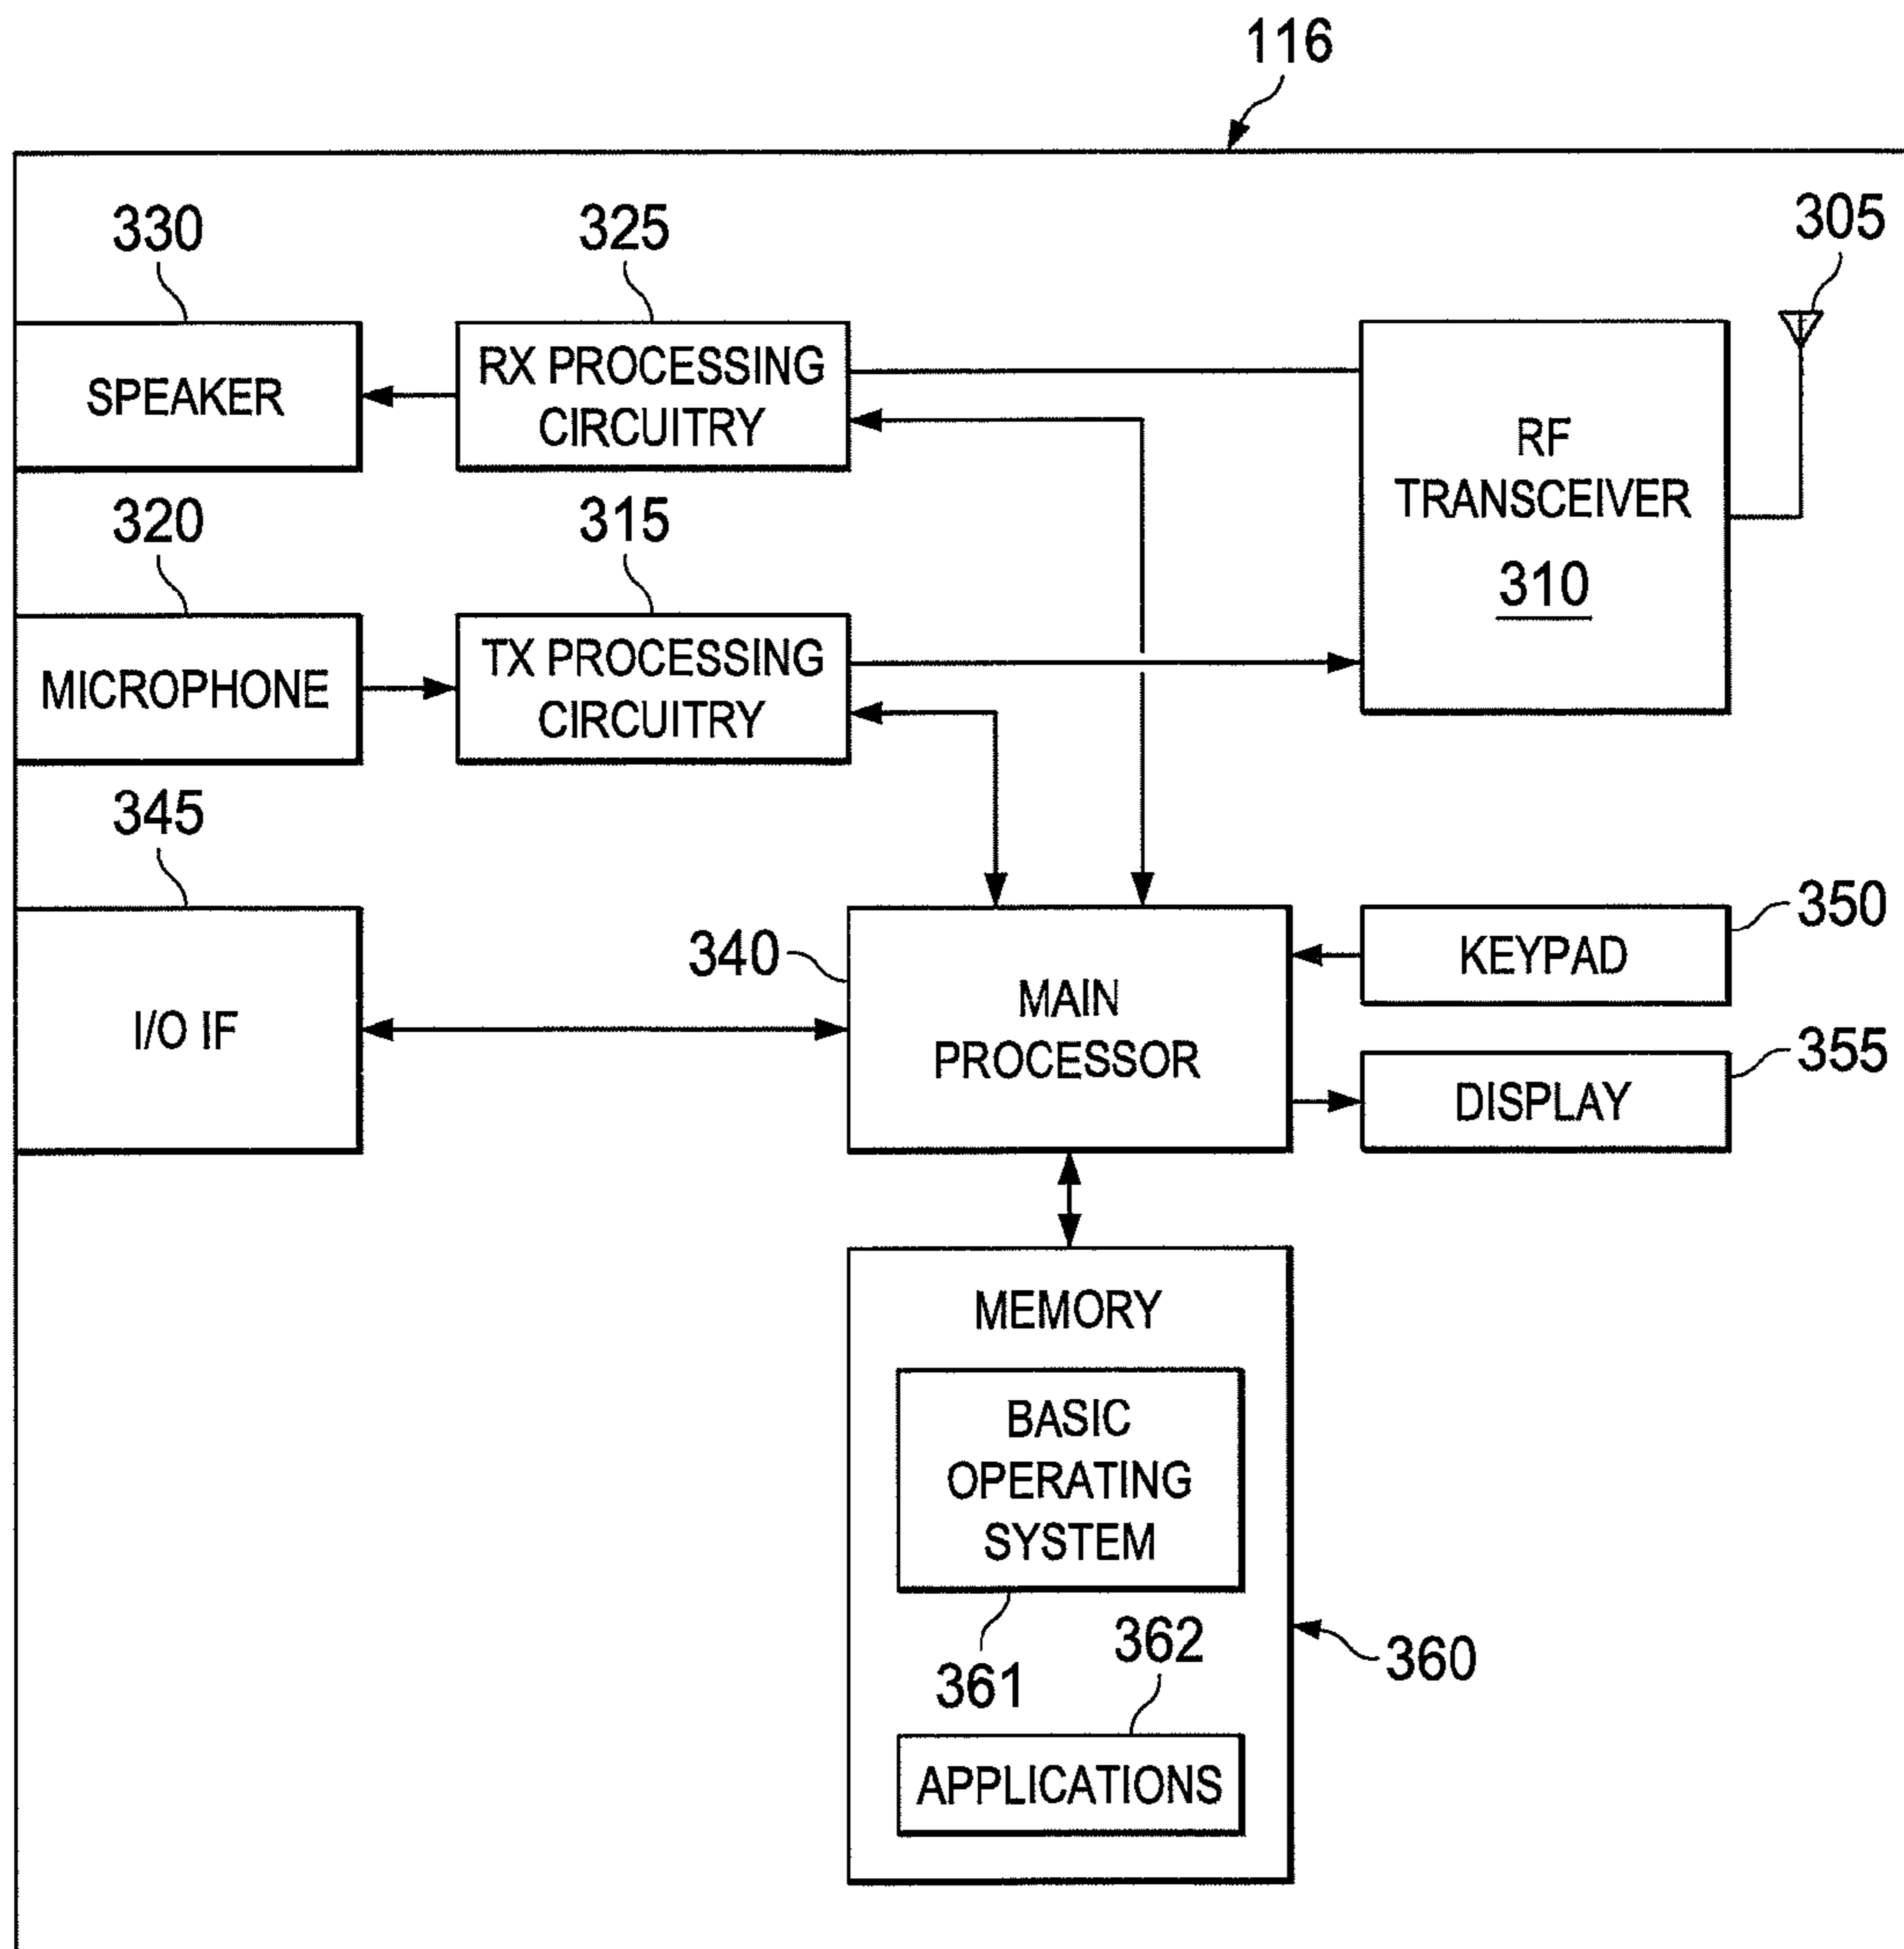 116
330
325
305
SPEAKER
RX PROCESSING
CIRCUITRY
RF
TRANSCEIVER
310
320
315
MICROPHONE
TX PROCESSING
CIRCUITRY
345
340
350
I/O IF
MAIN
PROCESSOR
KEYPAD
355
DISPLAY
MEMORY
BASIC
OPERATING
SYSTEM
361
362
360
APPLICATIONS